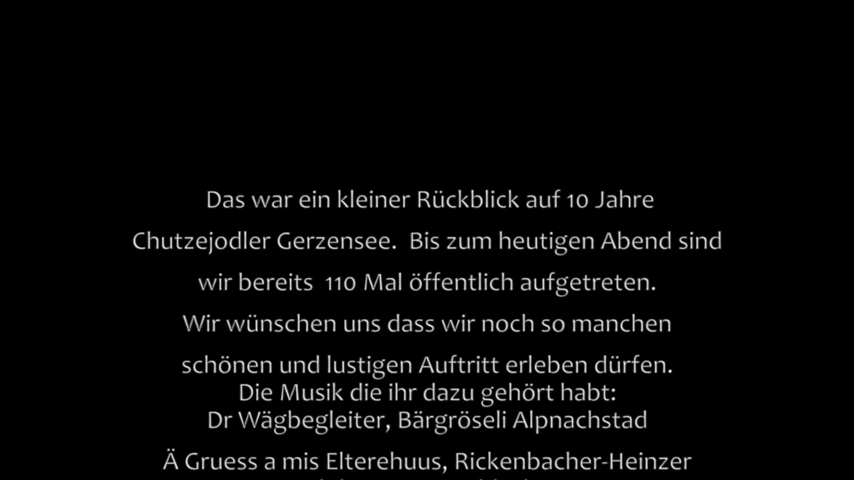 Das war ein kleiner Rückblick auf 10 Jahre
Chutzejodler Gerzensee. Bis zum heutigen Abend sind
wir bereits 110 Mal öffentlich aufgetreten.
Wir wünschen uns dass wir noch so manchen
schönen und lustigen Auftritt erleben dürfen.
Die Musik die ihr dazu gehört habt:
Dr Wägbegleiter, Bärgröseli Alpnachstad
Ä Gruess a mis Elterehuus, Rickenbacher-Heinzer